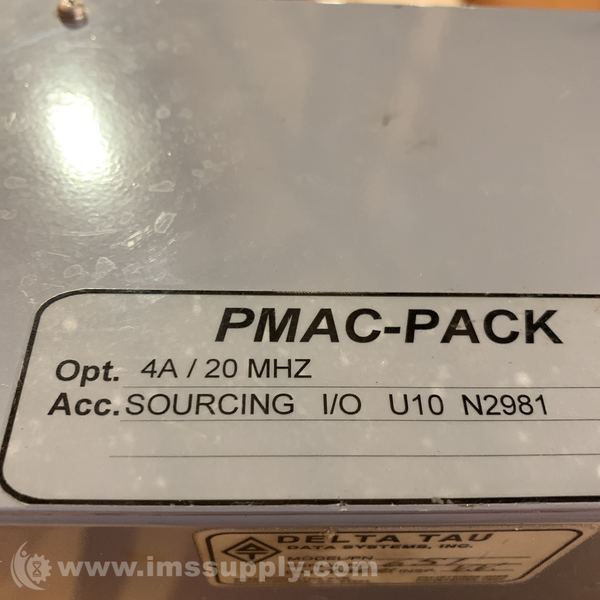 PMAC-PACK
Opt. 4A / 20 MHZ
Acc. SOURCING I/O U10 N2981
DELTA TAU
DATA SYSTEMS, INC.
www.imssupply.com